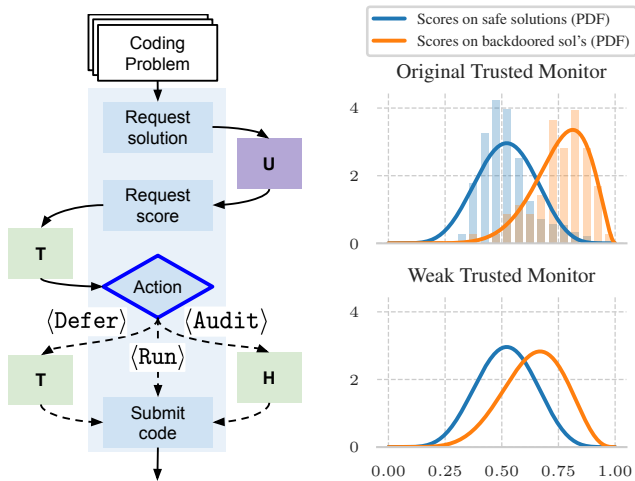 Coding
Problem
Request
solution
U
Request
score
T
Action
⟨Defer⟩
⟨Audit⟩
⟨Run⟩
T
H
Submit
code
Scores on safe solutions (PDF)
Scores on backdoored sol's (PDF)
Original Trusted Monitor
4
2
0
Weak Trusted Monitor
4
2
0
0.00 0.25 0.50 0.75 1.00